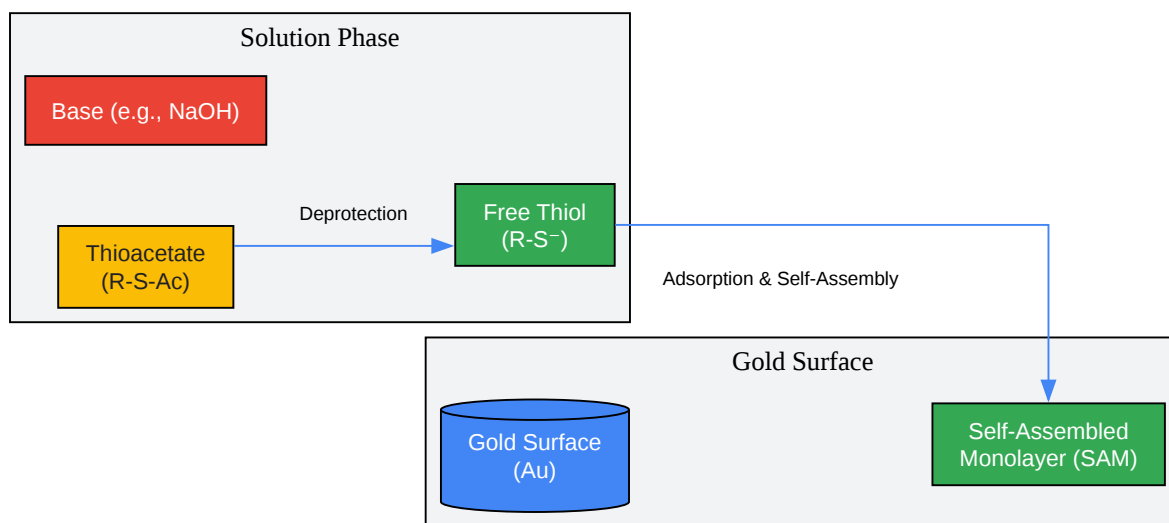 Solution Phase
Base (e.g., NaOH)
Deprotection
Free Thiol
(R-S⁻)
Thioacetate
(R-S-Ac)
Adsorption & Self-Assembly
Gold Surface
Gold Surface
(Au)
Self-Assembled
Monolayer (SAM)